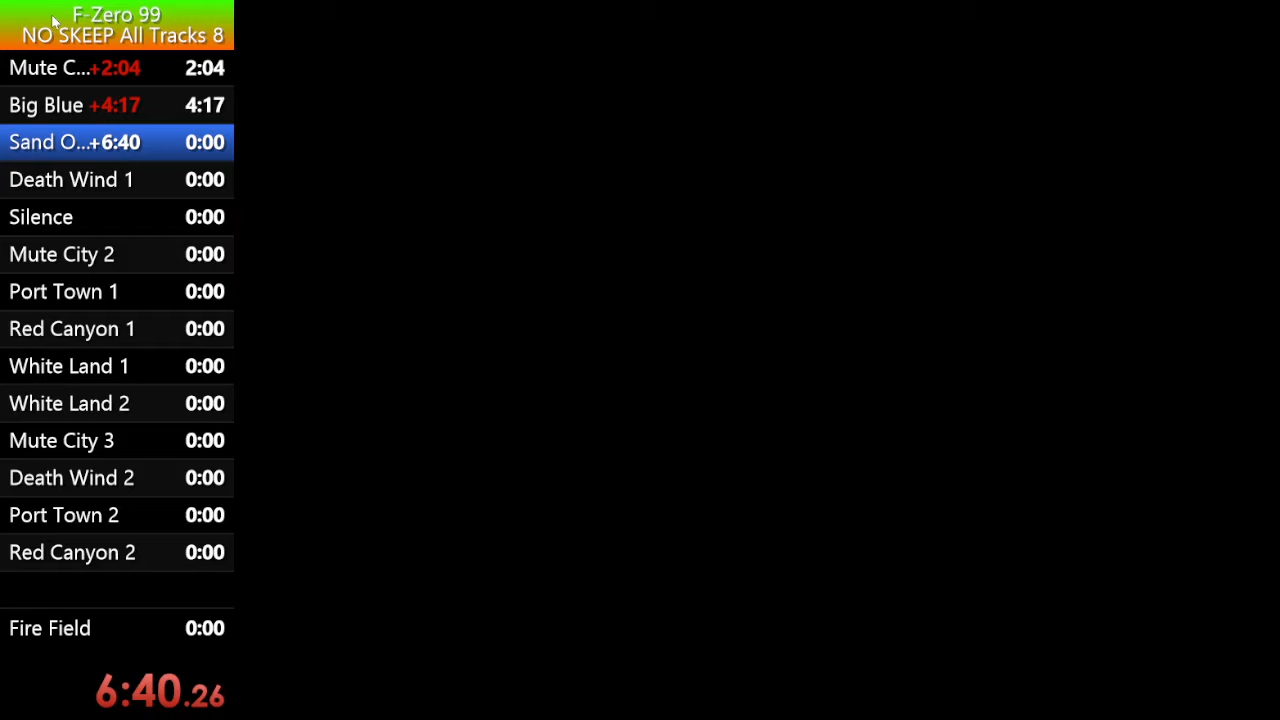 F-Zero 99
NO SKEEP All Tracks 8
Mute C...+2:04 2:04
Big Blue +4:17 4:17
Sand O...+6:40 0:00
Death Wind 1 0:00
Silence 0:00
Mute City 2 0:00
Port Town 1 0:00
Red Canyon 1 0:00
White Land 1 0:00
White Land 2 0:00
Mute City 3 0:00
Death Wind 2 0:00
Port Town 2 0:00
Red Canyon 2 0:00
Fire Field 0:00
6:40.26